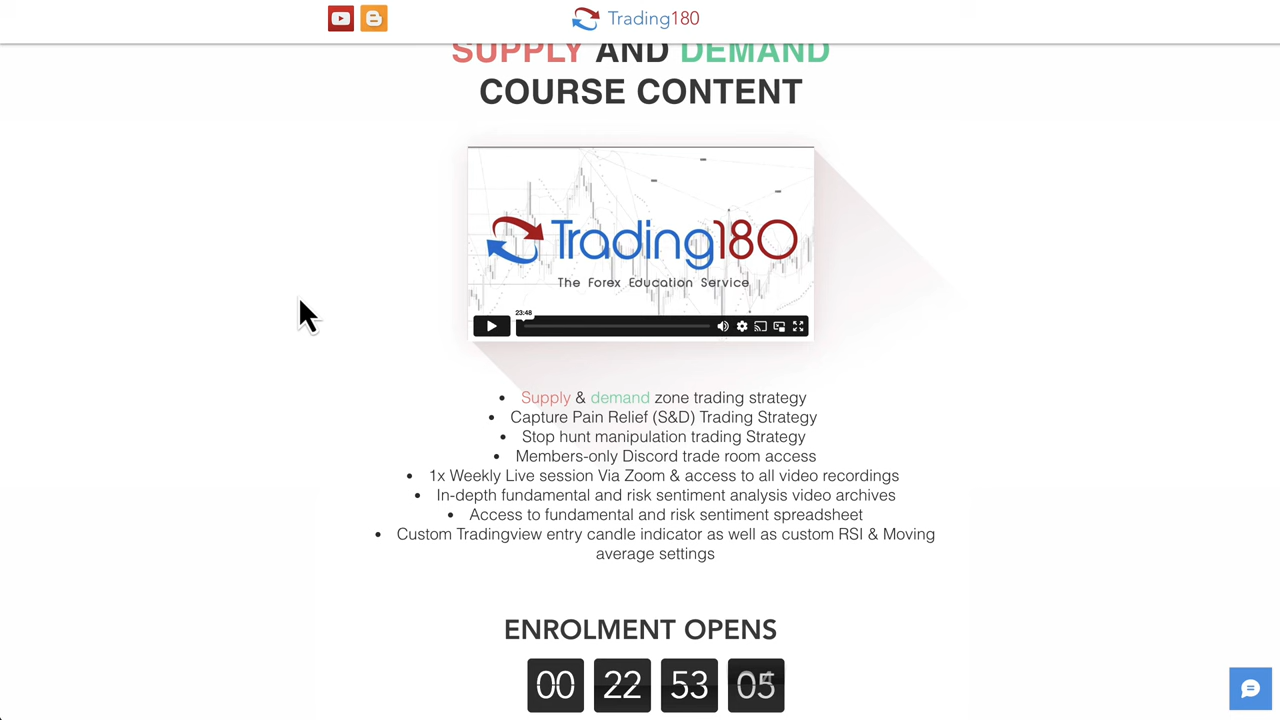 Trading180
SUPPLY AND DEMAND
COURSE CONTENT
Trading180
The Forex Education Service
23:48
• Supply & demand zone trading strategy
• Capture Pain Relief (S&D) Trading Strategy
• Stop hunt manipulation trading Strategy
• Members-only Discord trade room access
• 1x Weekly Live session Via Zoom & access to all video recordings
• In-depth fundamental and risk sentiment analysis video archives
• Access to fundamental and risk sentiment spreadsheet
• Custom Tradingview entry candle indicator as well as custom RSI & Moving
average settings
ENROLMENT OPENS
00 22 53